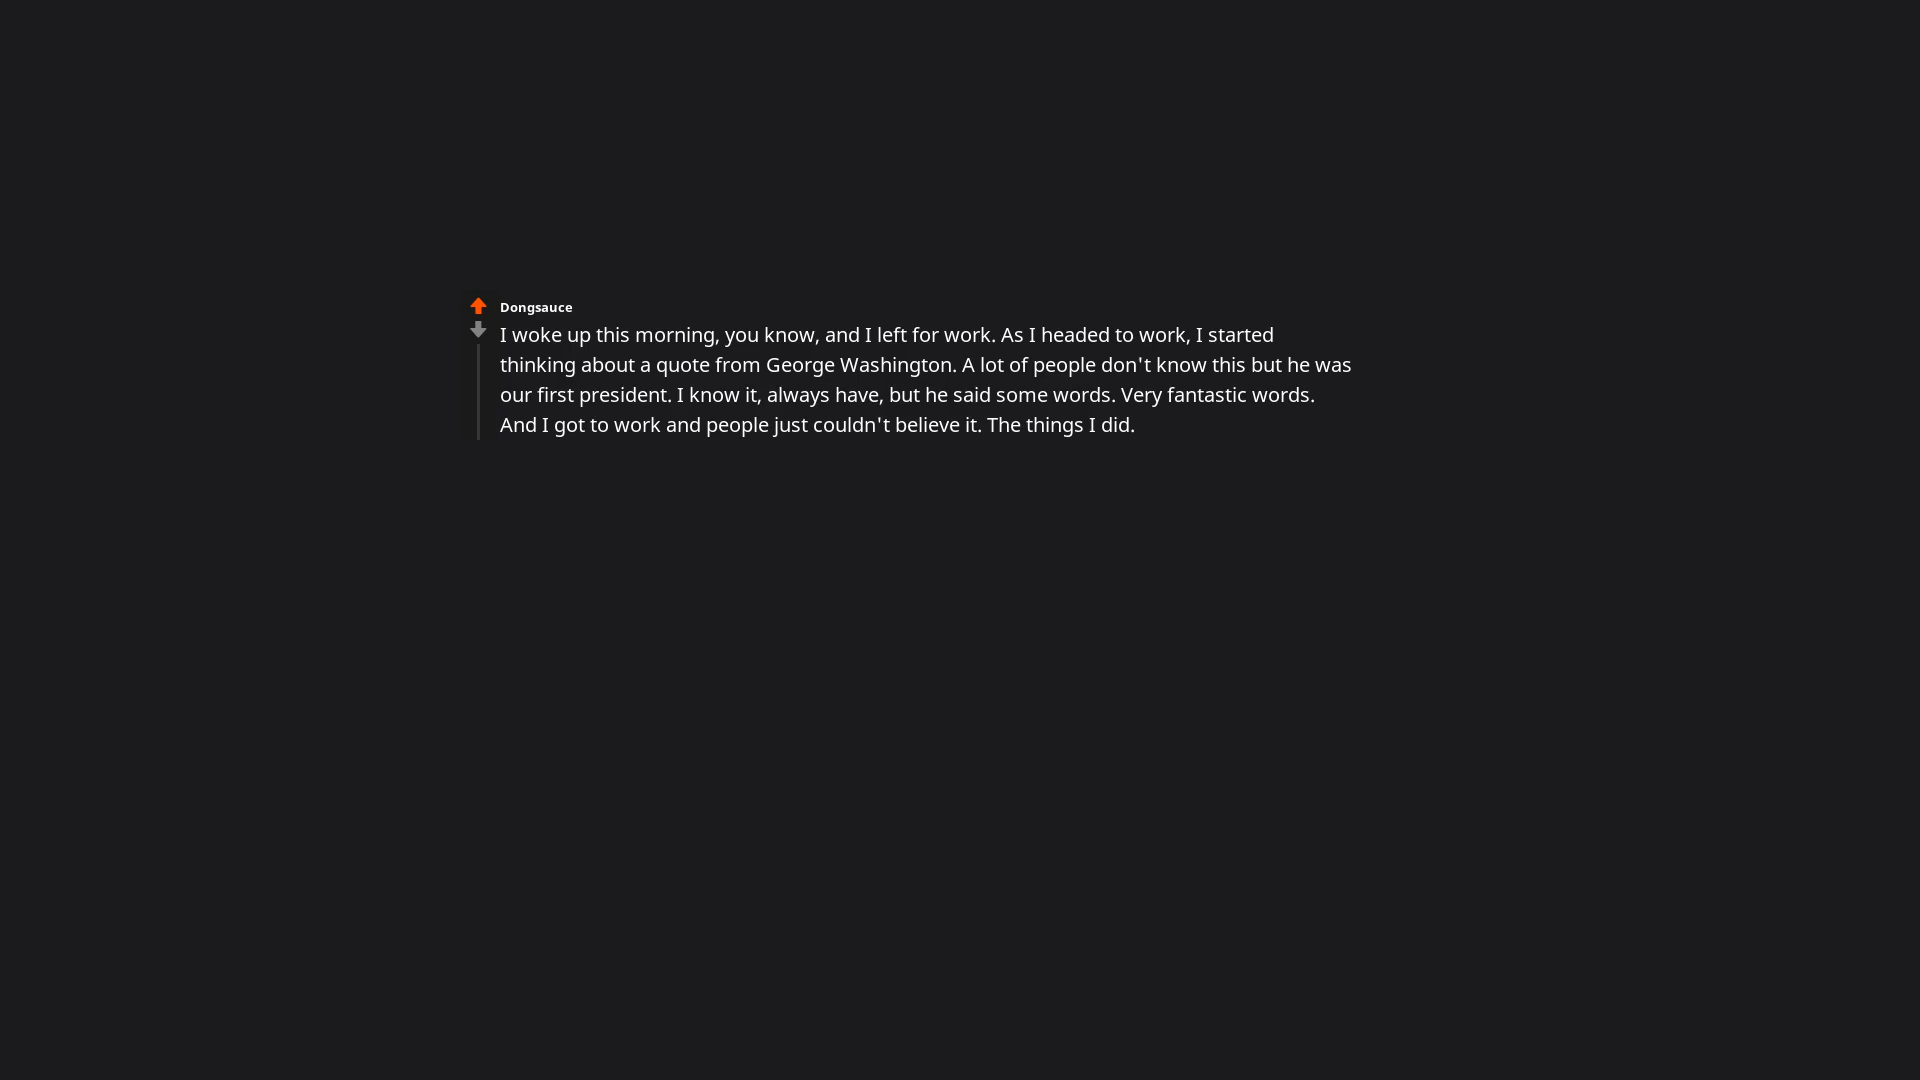 Dongsauce
I woke up this morning, you know, and I left for work. As I headed to work, I started
thinking about a quote from George Washington. A lot of people don't know this but he was
our first president. I know it, always have, but he said some words. Very fantastic words.
And I got to work and people just couldn't believe it. The things I did.